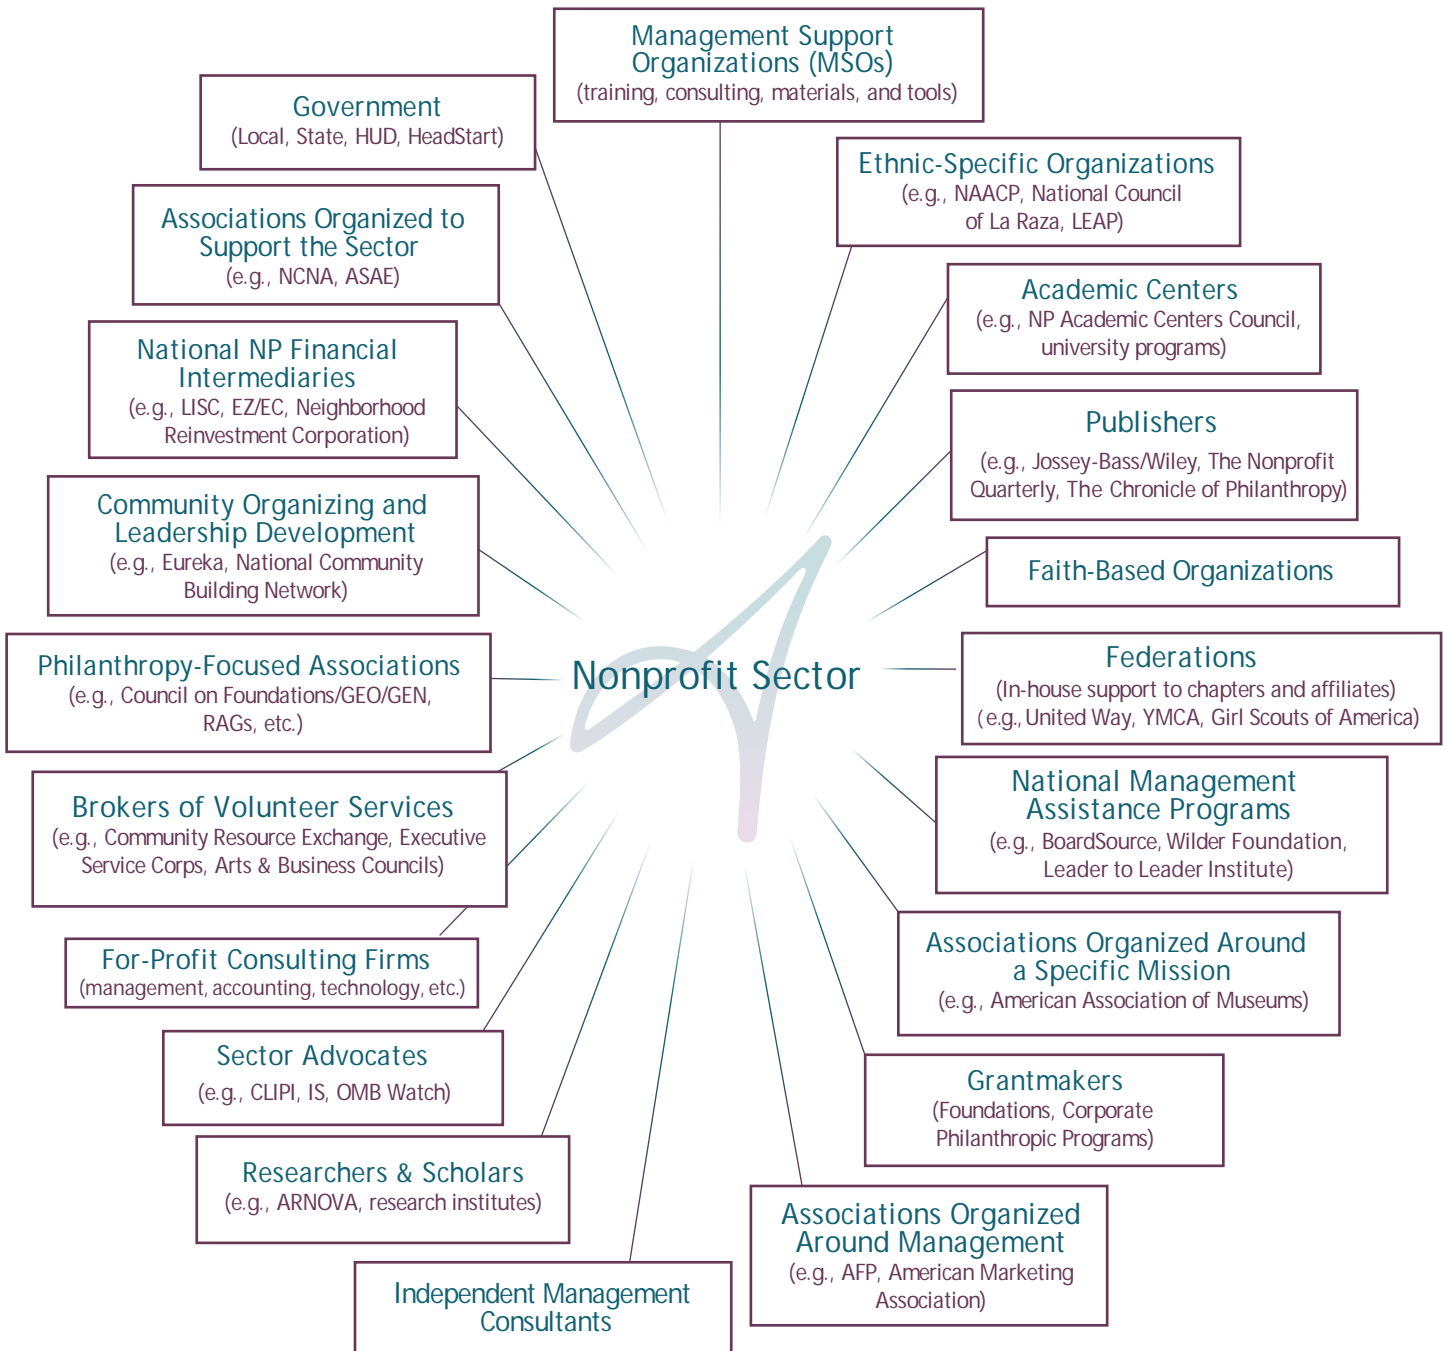 Management Support
Organizations (MSOs)
(training, consulting, materials, and tools)
Government
(Local, State, HUD, HeadStart)
Ethnic-Specific Organizations
(e.g., NAACP, National Council
of La Raza, LEAP)
Associations Organized to
Support the Sector
(e.g., NCNA, ASAE)
Academic Centers
(e.g., NP Academic Centers Council,
university programs)
National NP Financial
Intermediaries
(e.g., LISC, EZ/EC, Neighborhood
Reinvestment Corporation)
Publishers
(e.g., Jossey-Bass/Wiley, The Nonprofit
Quarterly, The Chronicle of Philanthropy)
Community Organizing and
Leadership Development
(e.g., Eureka, National Community
Building Network)
Faith-Based Organizations
Philanthropy-Focused Associations
(e.g., Council on Foundations/GEO/GEN,
RAGs, etc.)
Nonprofit Sector
Federations
(In-house support to chapters and affiliates)
(e.g., United Way, YMCA, Girl Scouts of America)
Brokers of Volunteer Services
(e.g., Community Resource Exchange, Executive
Service Corps, Arts & Business Councils)
National Management
Assistance Programs
(e.g., BoardSource, Wilder Foundation,
Leader to Leader Institute)
For-Profit Consulting Firms
(management, accounting, technology, etc.)
Associations Organized Around
a Specific Mission
(e.g., American Association of Museums)
Sector Advocates
(e.g., CLIPI, IS, OMB Watch)
Grantmakers
(Foundations, Corporate
Philanthropic Programs)
Researchers & Scholars
(e.g., ARNOVA, research institutes)
Associations Organized
Around Management
(e.g., AFP, American Marketing
Association)
Independent Management
Consultants